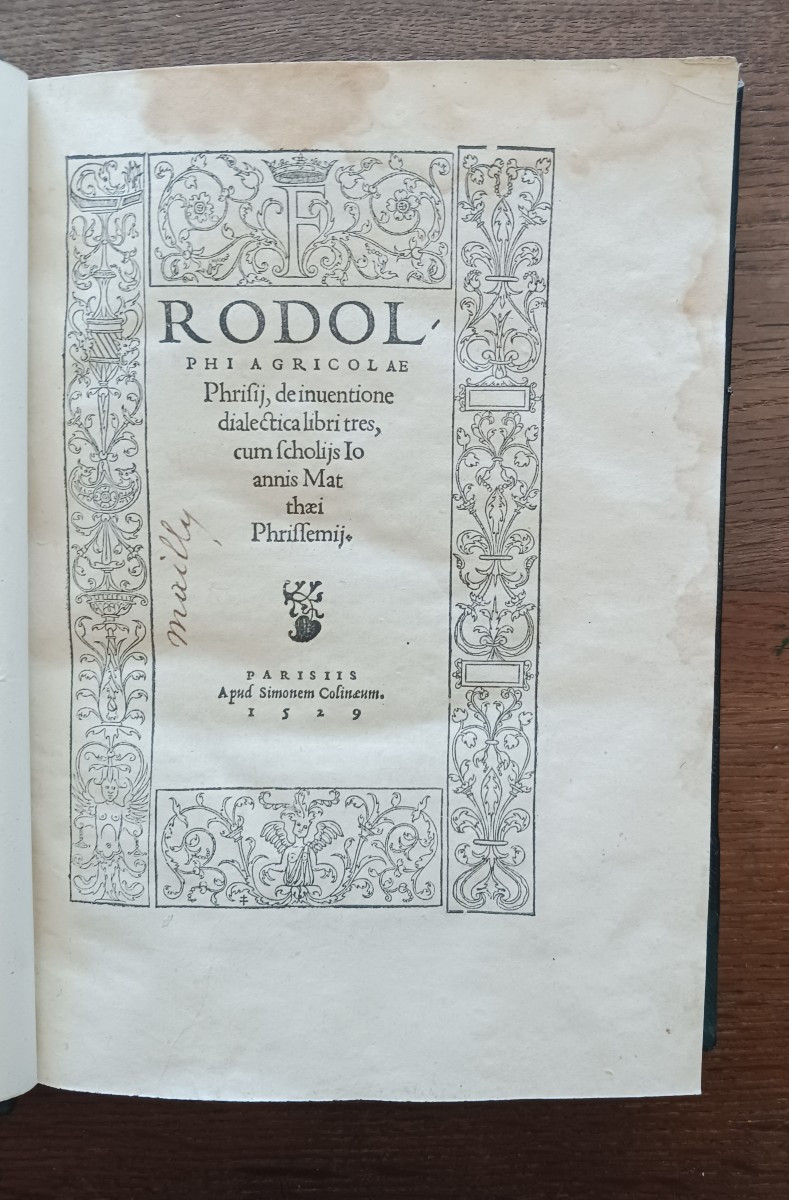 F
RODOL-
PHI AGRICOLAE
Phriſij, de inuentione
dialectica libri tres,
cum ſcholijs Io
annis Mat
thæi
Phriſſemij.
mailly
PARISIIS
Apud Simonem Colinæum.
1529